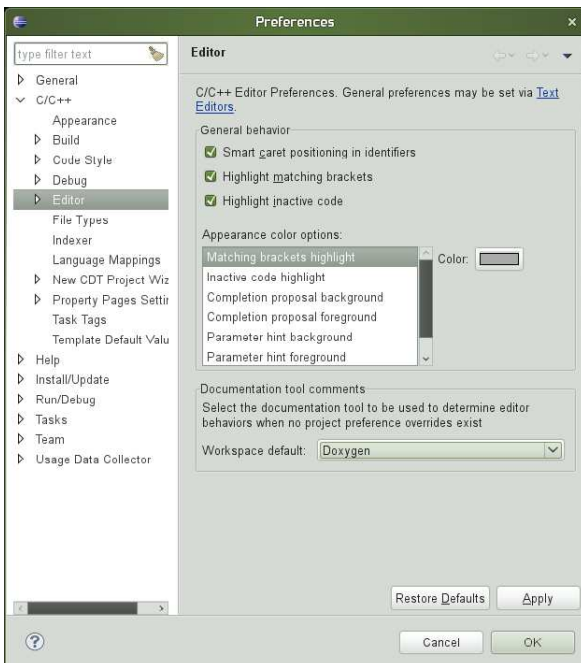 Preferences
type filter text
General
C/C++
Appearance
Build
Code Style
Debug
Editor
File Types
Indexer
Language Mappings
New CDT Project Wiz
Property Pages Settir
Task Tags
Template Default Valu
Help
Install/Update
Run/Debug
Tasks
Team
Usage Data Collector
Editor
C/C++ Editor Preferences. General preferences may be set via Text
Editors.
General behavior
Smart caret positioning in identifiers
Highlight matching brackets
Highlight inactive code
Appearance color options:
Matching brackets highlight
Inactive code highlight
Completion proposal background
Completion proposal foreground
Parameter hint background
Parameter hint foreground
Color:
Documentation tool comments
Select the documentation tool to be used to determine editor
behaviors when no project preference overrides exist
Workspace default: Doxygen
Restore Defaults
Apply
?
Cancel
OK